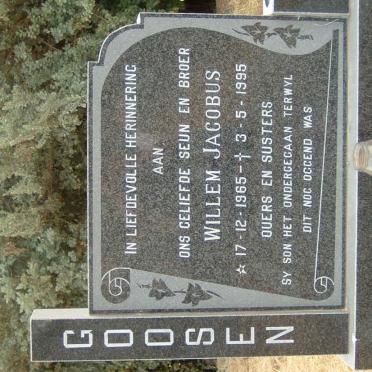 IN LIEFDEVOLLE HERINNERING
AAN
ONS GELIEFDE SEUN EN BROER
WILLEM JACOBUS
☆ 17-12-1965 - † 3-5-1995
OUERS EN SUSTERS
SY SON HET ONDERGEGAAN TERWYL
DIT NOG OGGEND WAS
GOOSEN